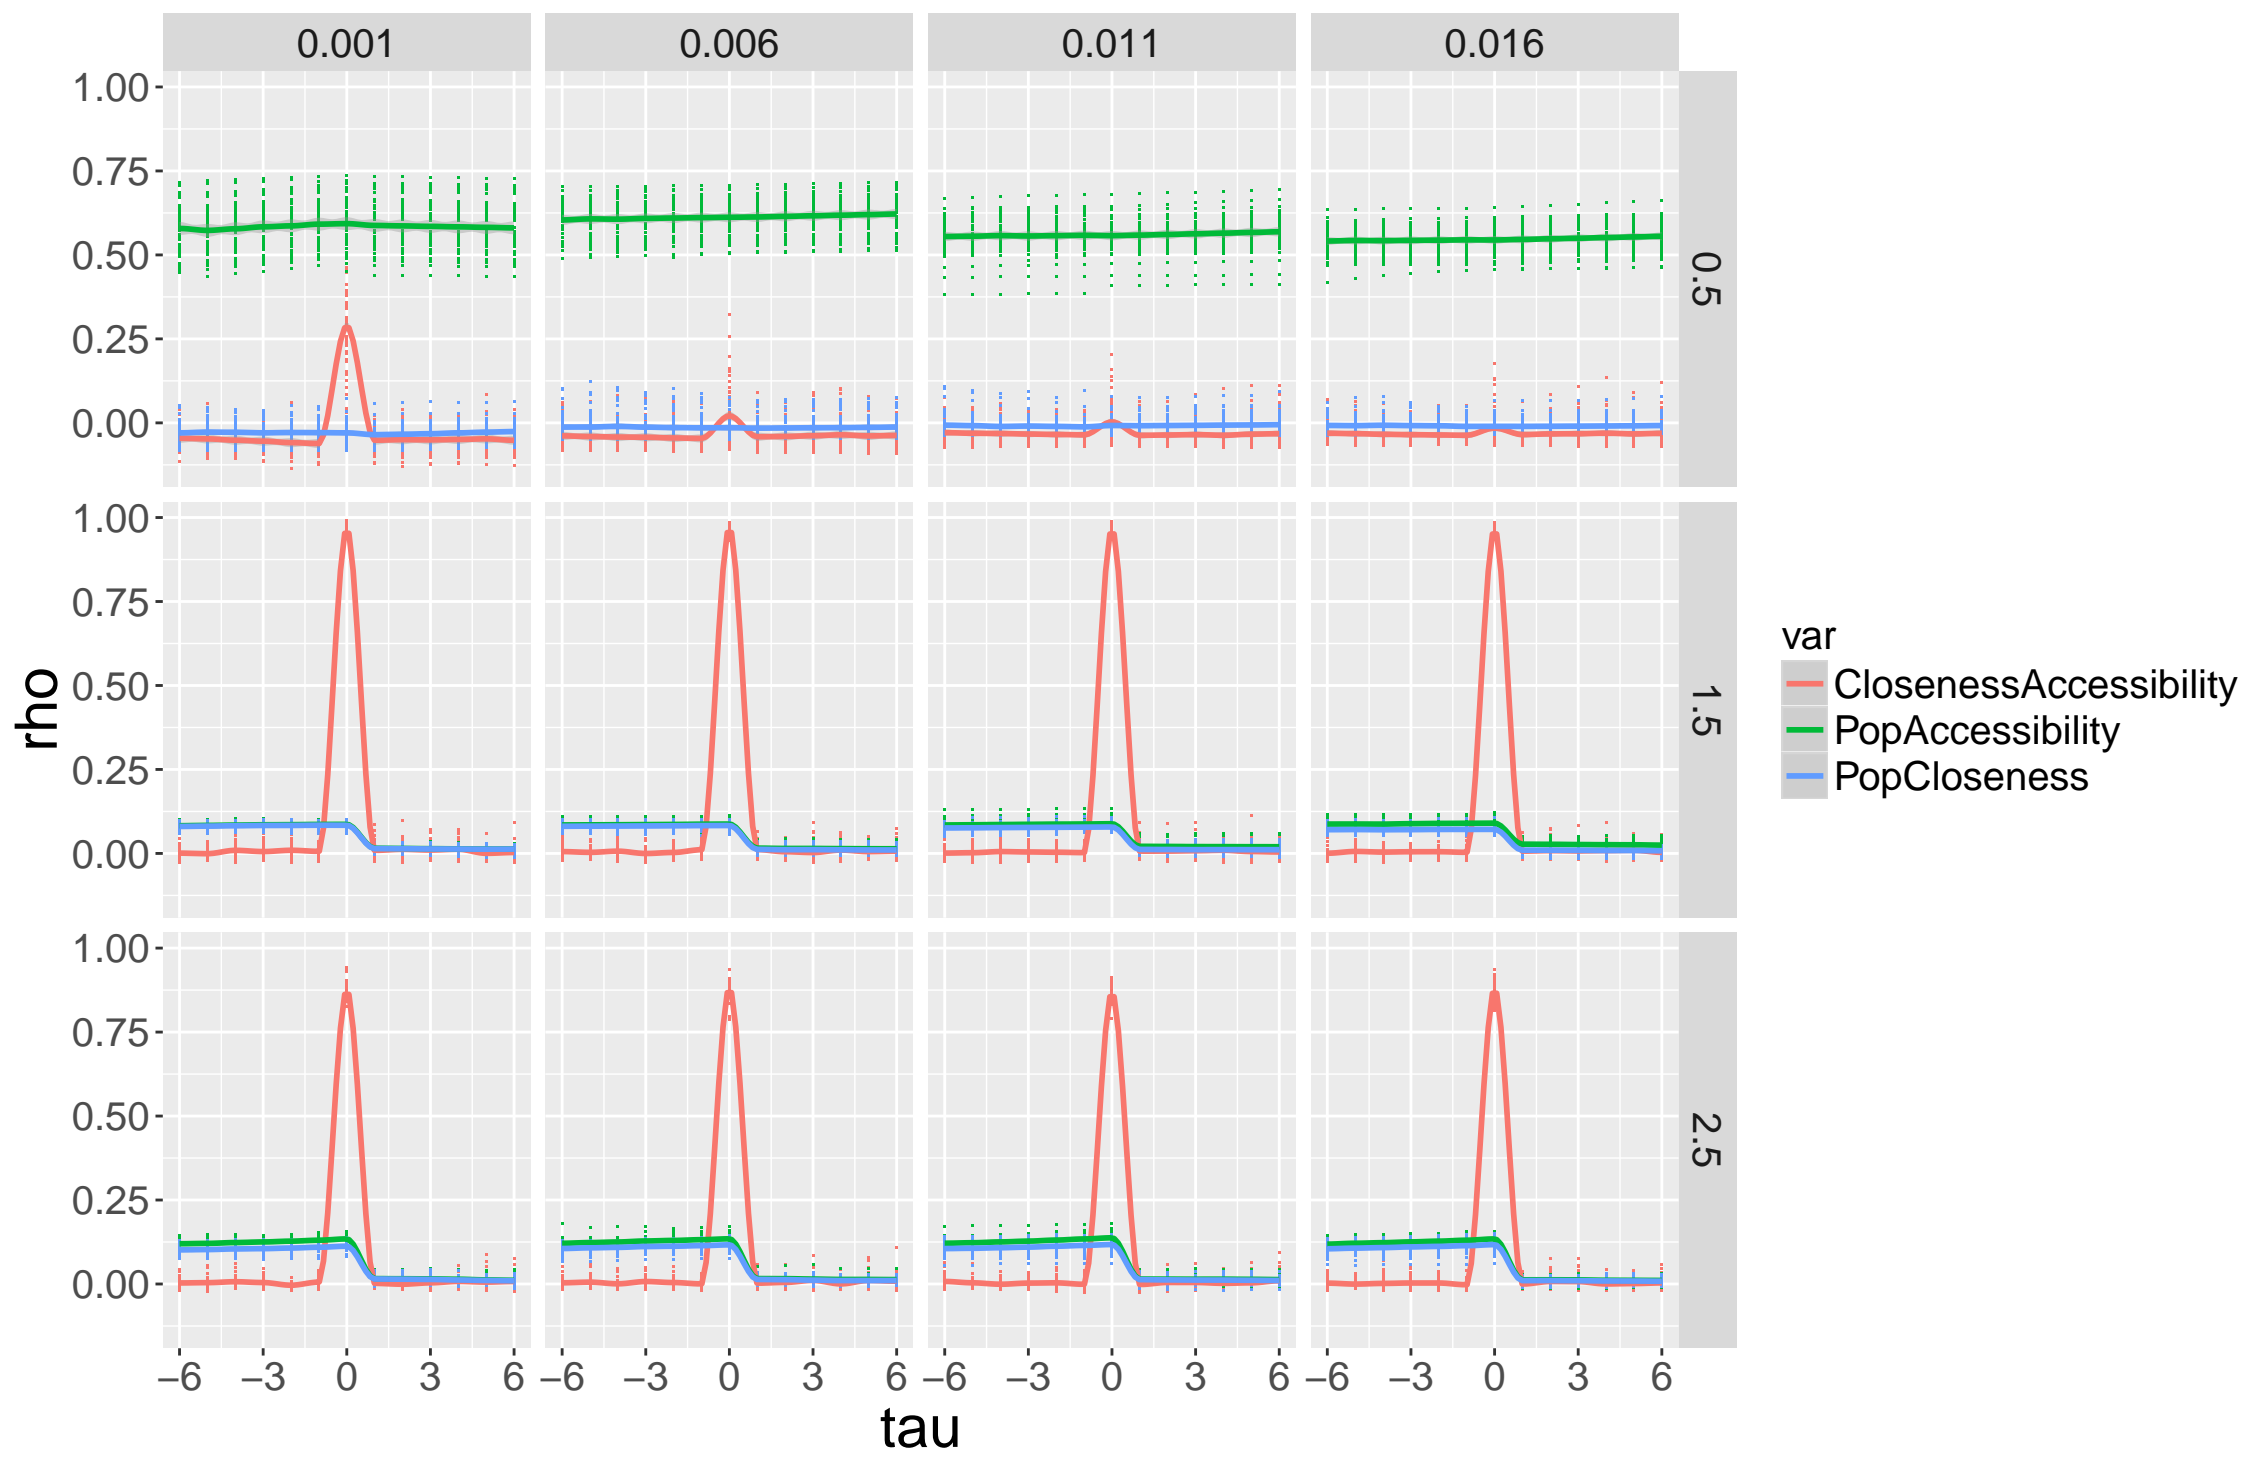 0.001 0.006 0.011 0.016
1.00
0.75
0.50
0.25
0.00
0.5
1.00
0.75
0.50
0.25
0.00
1.5
1.00
0.75
0.50
0.25
0.00
2.5
−6 −3 0 3 6 −6 −3 0 3 6 −6 −3 0 3 6 −6 −3 0 3 6
tau
rho
var
ClosenessAccessibility
PopAccessibility
PopCloseness